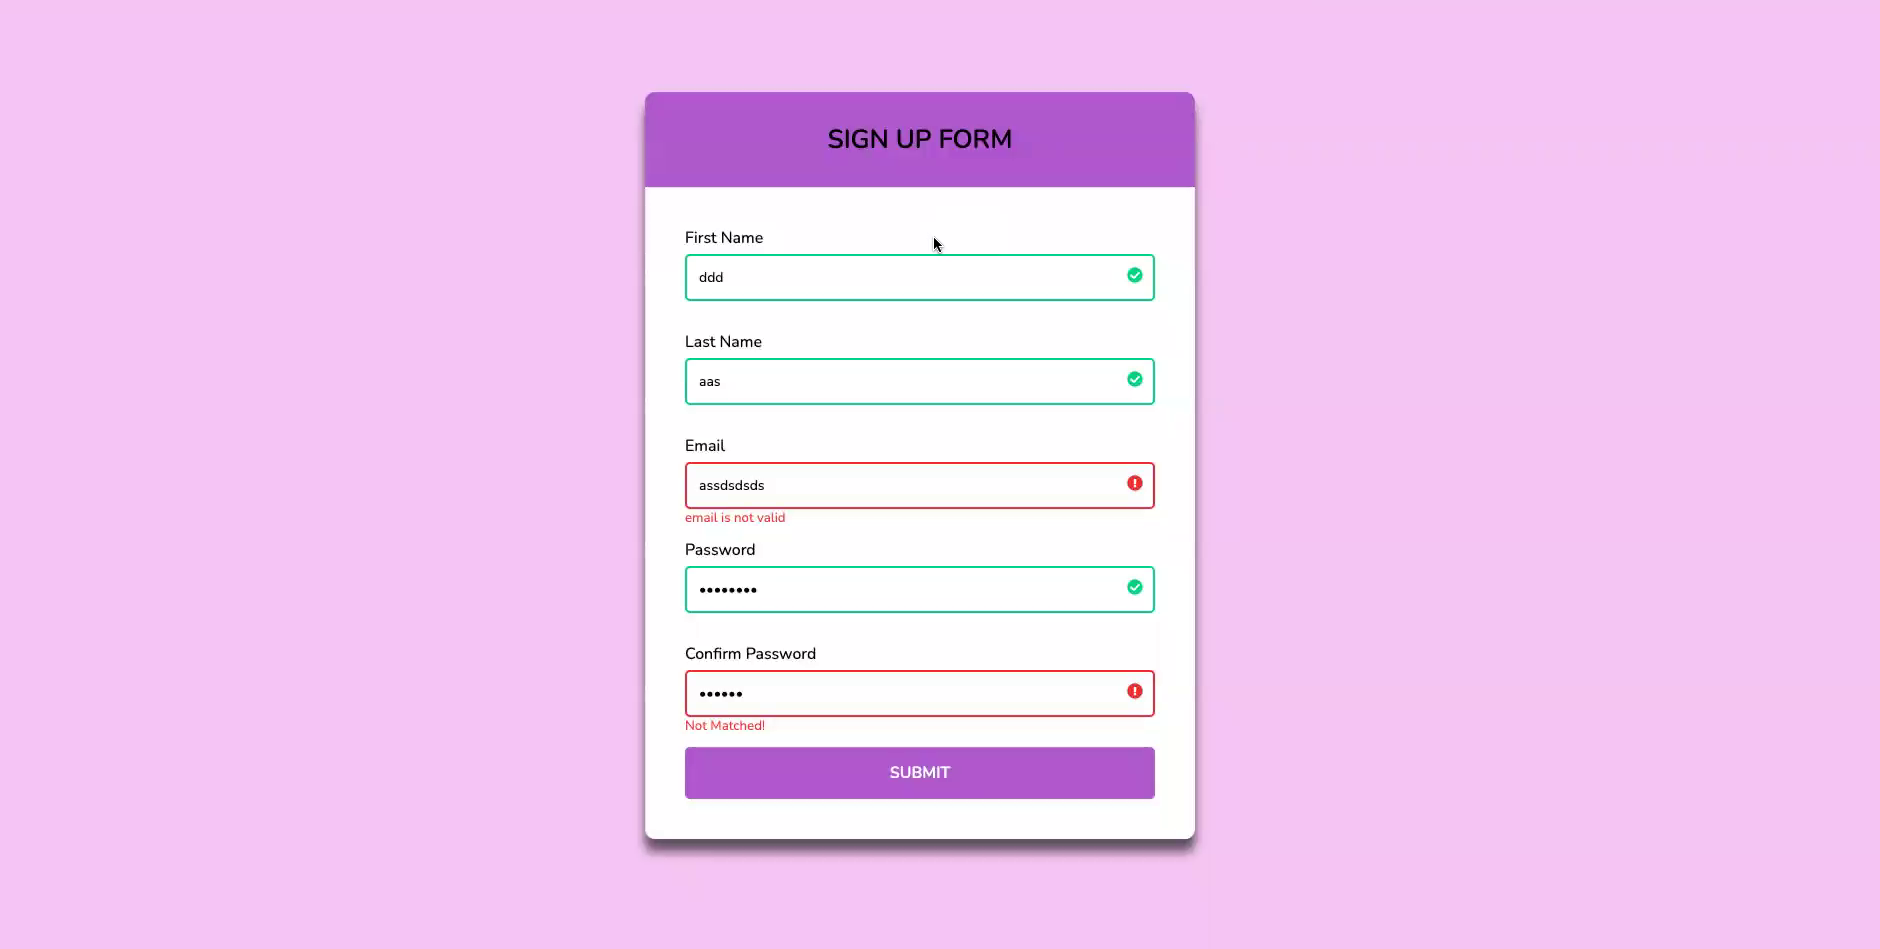 SIGN UP FORM
First Name
ddd
Last Name
aas
Email
assdsdsds
email is not valid
Password
••••••••
Confirm Password
••••••
Not Matched!
SUBMIT